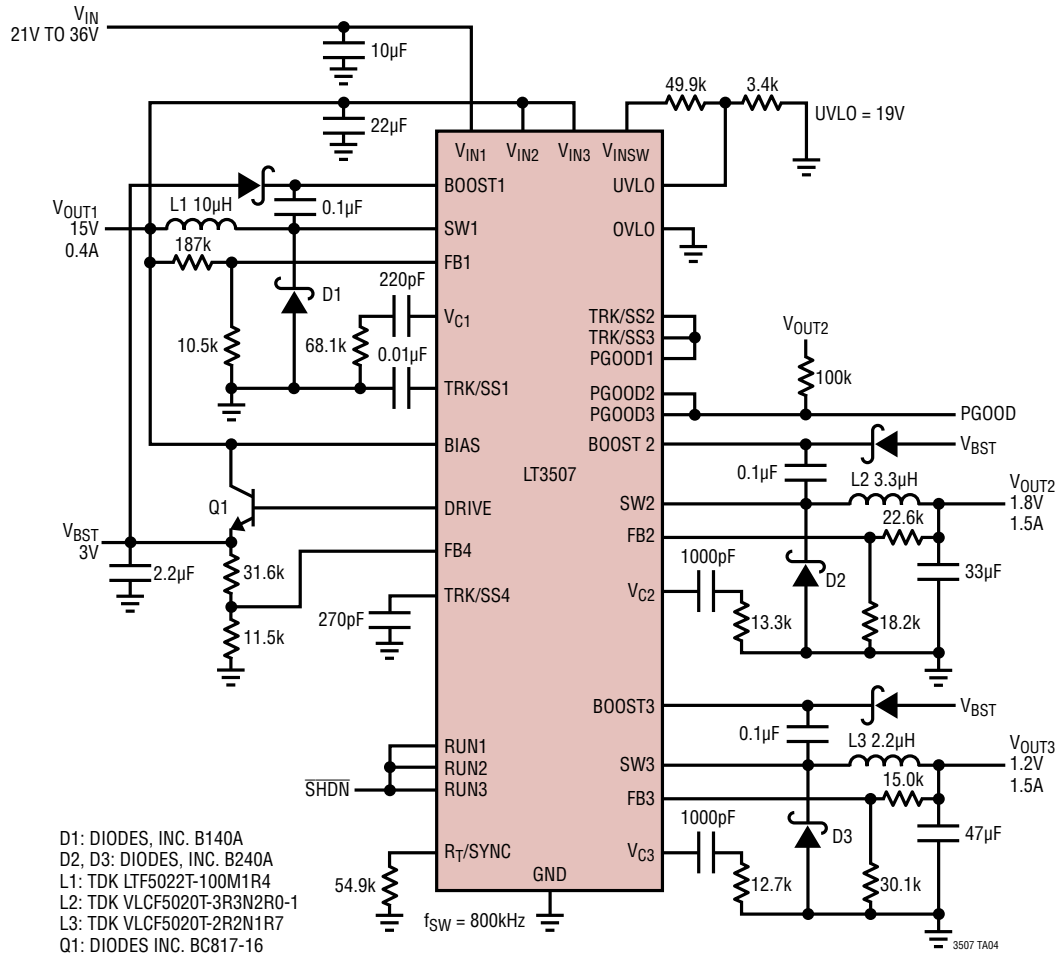 VIN
21V TO 36V
10µF
22µF
49.9k
3.4k
UVLO = 19V
VIN1
VIN2
VIN3
VINSW
BOOST1
UVLO
VOUT1
15V
0.4A
L1 10µH
0.1µF
SW1
OVLO
187k
FB1
220pF
D1
VC1
TRK/SS2
TRK/SS3
PGOOD1
VOUT2
10.5k
68.1k
0.01µF
100k
TRK/SS1
PGOOD2
PGOOD3
PGOOD
BIAS
BOOST 2
VBST
LT3507
0.1µF
L2 3.3µH
VOUT2
1.8V
1.5A
Q1
DRIVE
SW2
22.6k
VBST
3V
FB4
FB2
1000pF
2.2µF
31.6k
D2
33µF
TRK/SS4
VC2
270pF
11.5k
13.3k
18.2k
BOOST3
VBST
0.1µF
L3 2.2µH
VOUT3
1.2V
1.5A
RUN1
RUN2
RUN3
SHDN
SW3
15.0k
FB3
1000pF
D3
47µF
RT/SYNC
VC3
54.9k
GND
12.7k
30.1k
fSW = 800kHz
D1: DIODES, INC. B140A
D2, D3: DIODES, INC. B240A
L1: TDK LTF5022T-100M1R4
L2: TDK VLCF5020T-3R3N2R0-1
L3: TDK VLCF5020T-2R2N1R7
Q1: DIODES INC. BC817-16
3507 TA04